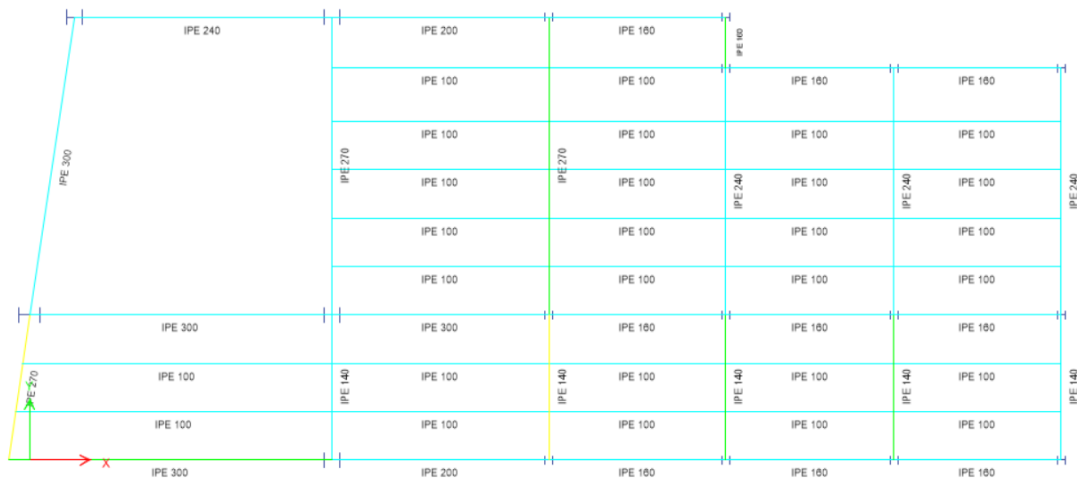 IPE 240 IPE 200 IPE 160 IPE 160
IPE 100 IPE 100 IPE 160 IPE 160
IPE 100 IPE 100 IPE 100 IPE 100
IPE 300 IPE 270 IPE 270
IPE 100 IPE 100 IPE 100 IPE 100
IPE 240 IPE 240 IPE 240
IPE 100 IPE 100 IPE 100 IPE 100
IPE 100 IPE 100 IPE 100 IPE 100
IPE 300 IPE 300 IPE 160 IPE 160 IPE 160
IPE 100 IPE 100 IPE 100 IPE 100 IPE 100
IPE 270 IPE 140 IPE 140 IPE 140 IPE 140 IPE 140
IPE 100 IPE 100 IPE 100 IPE 100 IPE 100
X
IPE 300 IPE 200 IPE 160 IPE 160 IPE 160